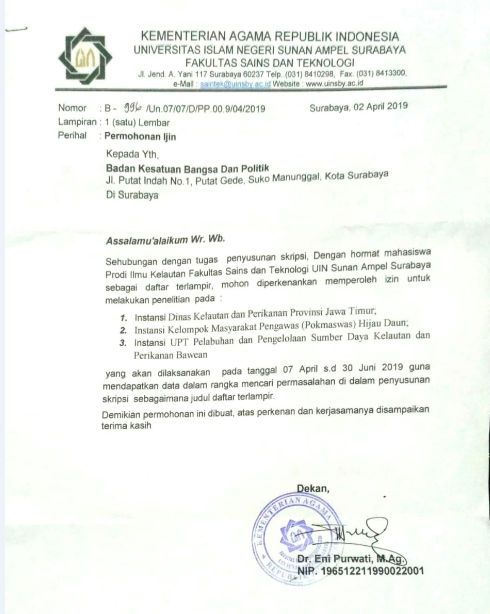 KEMENTERIAN AGAMA REPUBLIK INDONESIA
UNIVERSITAS ISLAM NEGERI SUNAN AMPEL SURABAYA
FAKULTAS SAINS DAN TEKNOLOGI
Jl. Jend. A. Yani 117 Surabaya 60237 Telp. (031) 8410298, Fax. (031) 8413300,
e-Mail : saintek@uinsby.ac.id Website : www.uinsby.ac.id
Nomor : B - /Un.07/07/D/PP.00.9/04/2019 Surabaya, 02 April 2019
Lampiran : 1 (satu) Lembar
Perihal : Permohonan Ijin
Kepada Yth,
Badan Kesatuan Bangsa Dan Politik
Jl. Putat Indah No.1, Putat Gede, Suko Manunggal, Kota Surabaya
Di Surabaya
Assalamu'alaikum Wr. Wb.
Sehubungan dengan tugas penyusunan skripsi, Dengan hormat mahasiswa
Prodi Ilmu Kelautan Fakultas Sains dan Teknologi UIN Sunan Ampel Surabaya
sebagai daftar terlampir, mohon diperkenankan memperoleh izin untuk
melakukan penelitian pada :
1. Instansi Dinas Kelautan dan Perikanan Provinsi Jawa Timur;
2. Instansi Kelompok Masyarakat Pengawas (Pokmaswas) Hijau Daun;
3. Instansi UPT Pelabuhan dan Pengelolaan Sumber Daya Kelautan dan
Perikanan Bawean
yang akan dilaksanakan pada tanggal 07 April s.d 30 Juni 2019 guna
mendapatkan data dalam rangka mencari permasalahan di dalam penyusunan
skripsi sebagaimana judul daftar terlampir.
Demikian permohonan ini dibuat, atas perkenan dan kerjasamanya disampaikan
terima kasih
Dekan,
KEMENTERIAN AGAMA
Dr. Eni Purwati, M.Ag.
NIP. 196512211990022001